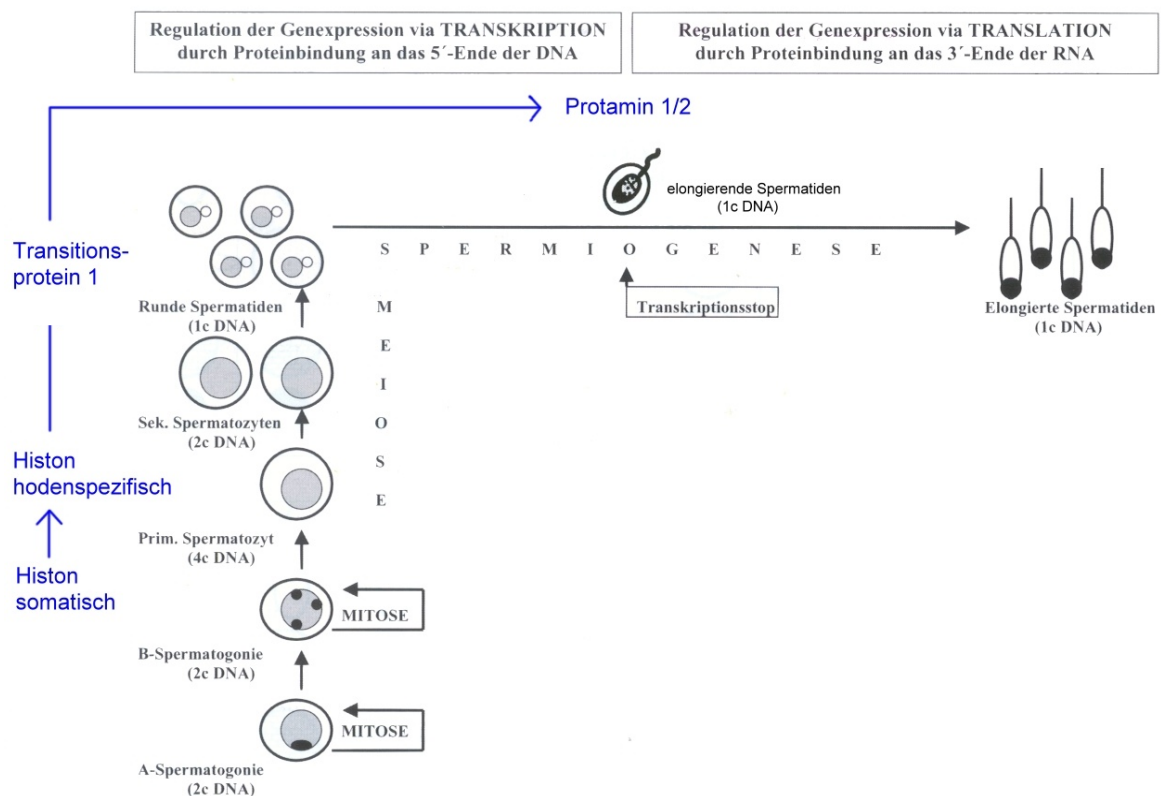 Regulation der Genexpression via TRANSKRIPTION
durch Proteinbindung an das 5´-Ende der DNA
Regulation der Genexpression via TRANSLATION
durch Proteinbindung an das 3´-Ende der RNA
Protamin 1/2
elongierende Spermatiden
(1c DNA)
S P E R M I O G E N E S E
Transitions-
protein 1
Runde Spermatiden
(1c DNA)
Transkriptionsstop
Elongierte Spermatiden
(1c DNA)
M
E
I
O
S
E
Sek. Spermatozyten
(2c DNA)
Histon
hodenspezifisch
Prim. Spermatozyt
(4c DNA)
Histon
somatisch
MITOSE
B-Spermatogonie
(2c DNA)
MITOSE
A-Spermatogonie
(2c DNA)